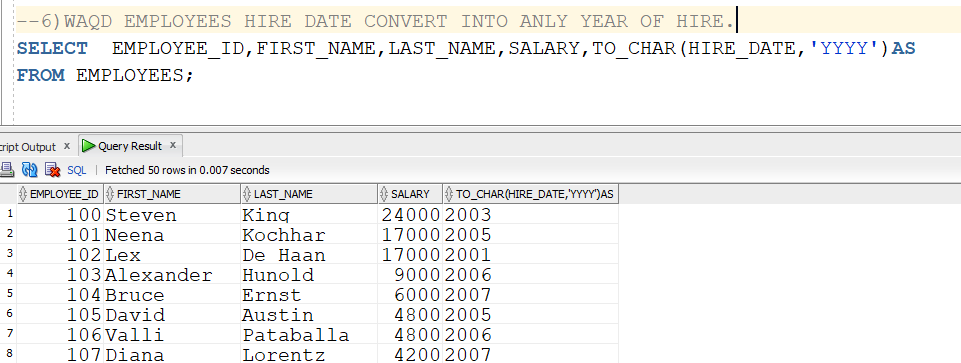 --6)WAQD EMPLOYEES HIRE DATE CONVERT INTO ANLY YEAR OF HIRE.
SELECT  EMPLOYEE_ID,FIRST_NAME,LAST_NAME,SALARY,TO_CHAR(HIRE_DATE,'YYYY')AS
FROM EMPLOYEES;
cript Output x Query Result x
SQL | Fetched 50 rows in 0.007 seconds
EMPLOYEE_ID FIRST_NAME LAST_NAME SALARY TO_CHAR(HIRE_DATE,'YYYY')AS
1 100 Steven King 24000 2003
2 101 Neena Kochhar 17000 2005
3 102 Lex De Haan 17000 2001
4 103 Alexander Hunold 9000 2006
5 104 Bruce Ernst 6000 2007
6 105 David Austin 4800 2005
7 106 Valli Pataballa 4800 2006
8 107 Diana Lorentz 4200 2007